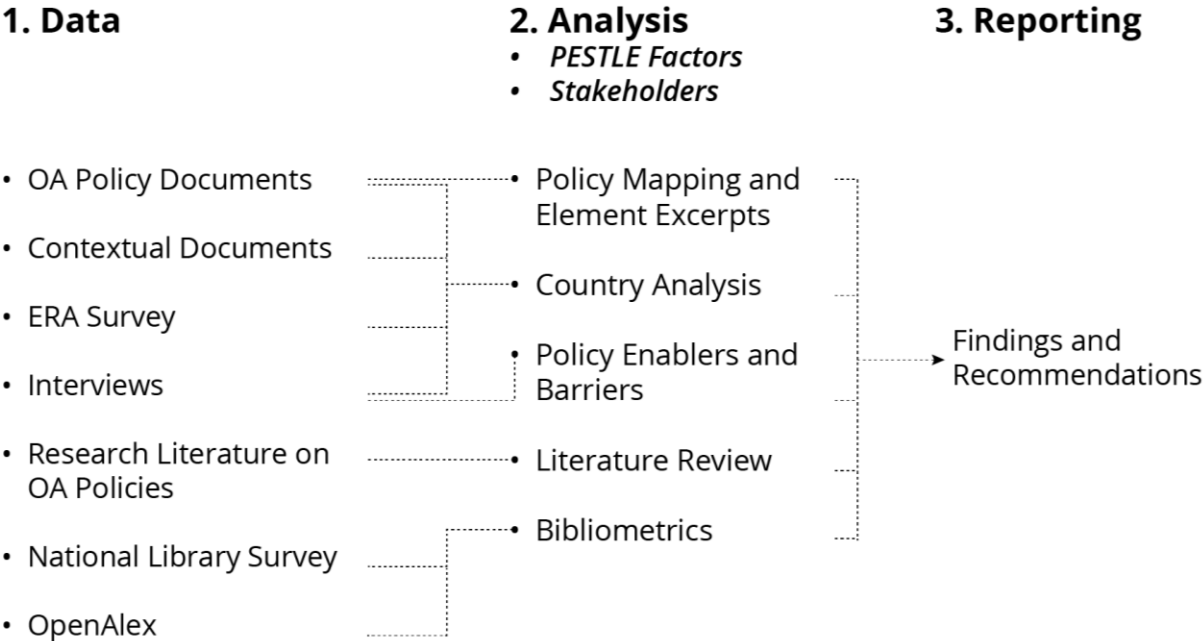 1. Data
• OA Policy Documents
• Contextual Documents
• ERA Survey
• Interviews
• Research Literature on
OA Policies
• National Library Survey
• OpenAlex
2. Analysis
• PESTLE Factors
• Stakeholders
• Policy Mapping and
Element Excerpts
• Country Analysis
• Policy Enablers and
Barriers
• Literature Review
• Bibliometrics
3. Reporting
Findings and
Recommendations